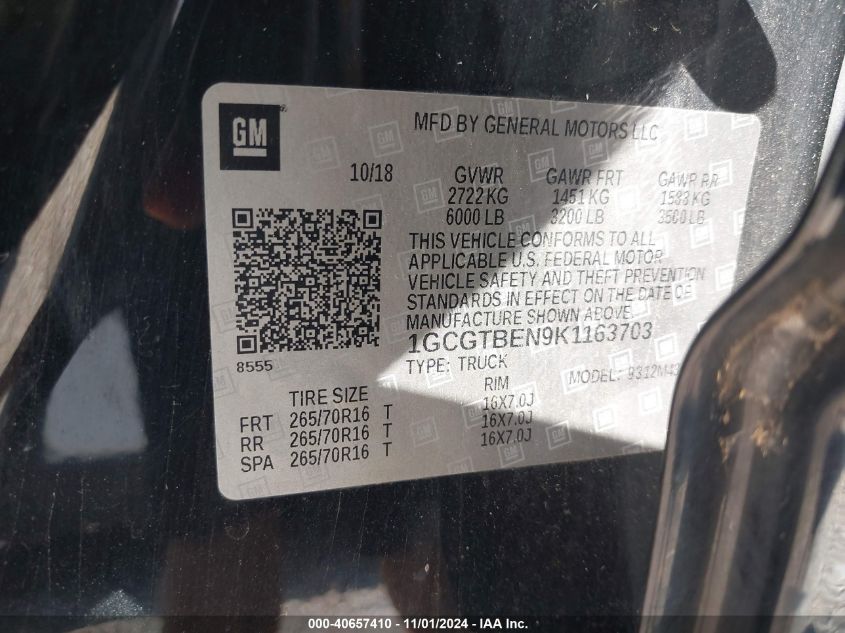 GM
MFD BY GENERAL MOTORS LLC
10/18 GVWR GAWR FRT GAWR RR
2722 KG 1451 KG 1583 KG
6000 LB 3200 LB 3500 LB
THIS VEHICLE CONFORMS TO ALL
APPLICABLE U.S. FEDERAL MOTOR
VEHICLE SAFETY AND THEFT PREVENTION
STANDARDS IN EFFECT ON THE DATE OF
MANUFACTURE SHOWN ABOVE.
1GCGTBEN9K1163703
8555
TYPE: TRUCK MODEL:
TIRE SIZE RIM
FRT 265/70R16 T 16X7.0J
RR 265/70R16 T 16X7.0J
SPA 265/70R16 T 16X7.0J
000-40657410 - 11/01/2024 - IAA, Inc.